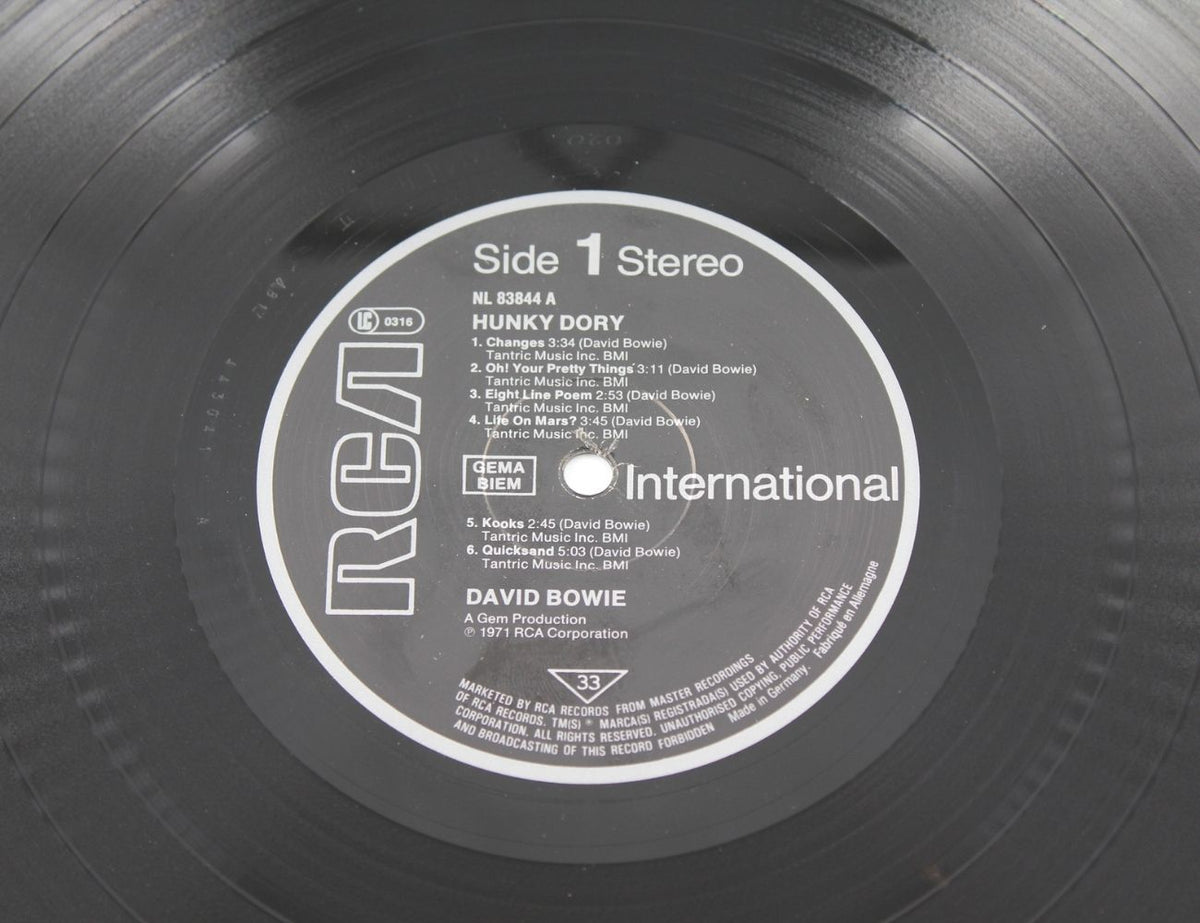 Side 1 Stereo
NL 83844 A
HUNKY DORY
1. Changes 3:34 (David Bowie)
Tantric Music Inc. BMI
2. Oh! Your Pretty Things 3:11 (David Bowie)
Tantric Music Inc. BMI
3. Eight Line Poem 2:53 (David Bowie)
Tantric Music Inc. BMI
4. Life On Mars? 3:45 (David Bowie)
Tantric Music Inc. BMI
LC 0316
RCA
GEMA
BIEM
International
5. Kooks 2:45 (David Bowie)
Tantric Music Inc. BMI
6. Quicksand 5:03 (David Bowie)
Tantric Music Inc. BMI
DAVID BOWIE
A Gem Production
℗ 1971 RCA Corporation
33
MARKETED BY RCA RECORDS FROM MASTER RECORDINGS
OF RCA RECORDS. TM(S) ® MARCA(S) REGISTRADA(S) USED BY AUTHORITY OF RCA
CORPORATION. ALL RIGHTS RESERVED. UNAUTHORISED COPYING, PUBLIC PERFORMANCE
AND BROADCASTING OF THIS RECORD FORBIDDEN Made in Germany. Fabriqué en Allemagne
020